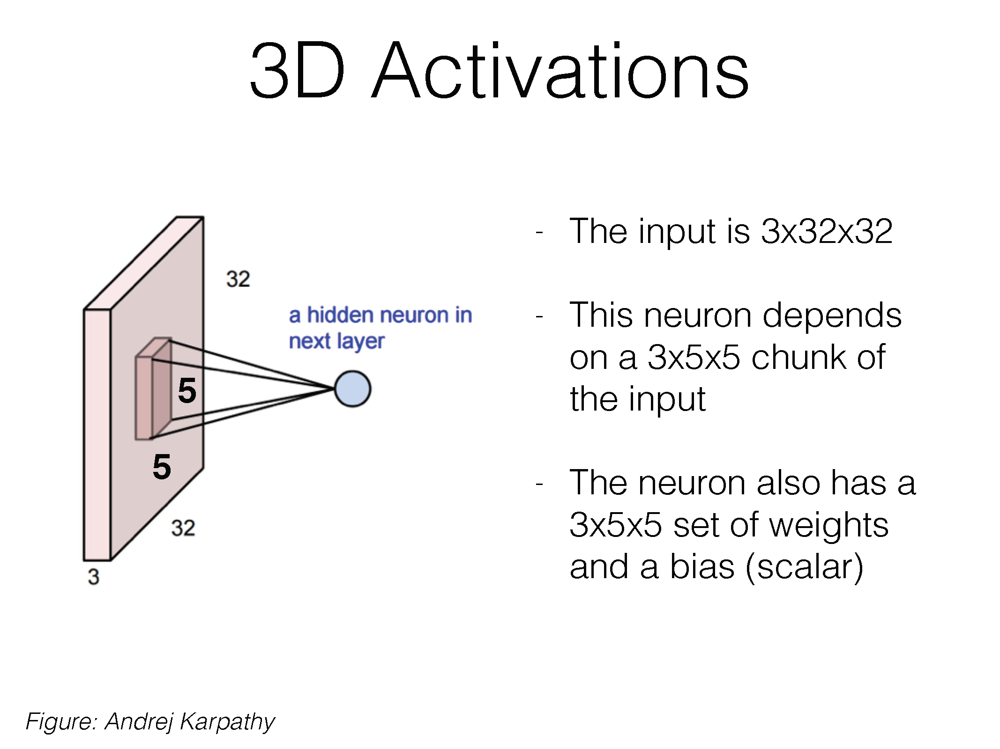 3D Activations
32
a hidden neuron in
next layer
5
5
32
3
- The input is 3x32x32
- This neuron depends
on a 3x5x5 chunk of
the input
- The neuron also has a
3x5x5 set of weights
and a bias (scalar)
Figure: Andrej Karpathy